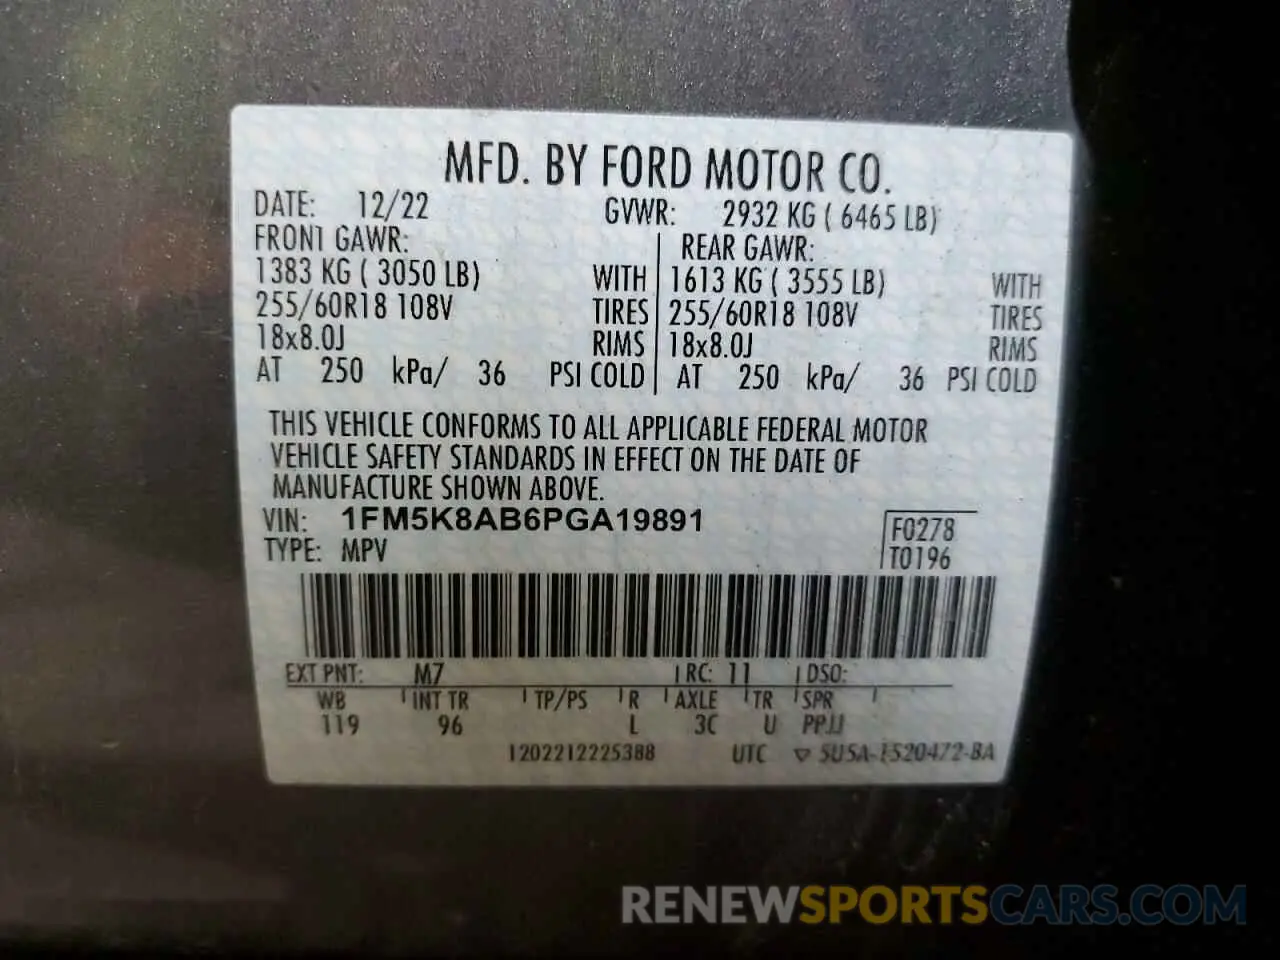 MFD. BY FORD MOTOR CO.
DATE: 12/22 GVWR: 2932 KG ( 6465 LB)
FRONT GAWR: REAR GAWR:
1383 KG ( 3050 LB) WITH 1613 KG ( 3555 LB) WITH
255/60R18 108V TIRES 255/60R18 108V TIRES
18x8.0J RIMS 18x8.0J RIMS
AT 250 kPa/ 36 PSI COLD AT 250 kPa/ 36 PSI COLD
THIS VEHICLE CONFORMS TO ALL APPLICABLE FEDERAL MOTOR
VEHICLE SAFETY STANDARDS IN EFFECT ON THE DATE OF
MANUFACTURE SHOWN ABOVE.
VIN: 1FM5K8AB6PGA19891 F0278
TYPE: MPV T0196
EXT PNT: M7 RC: 11 DSO:
WB INT TR TP/PS R AXLE TR SPR
119 96 L 3C U PPJJ
1202212225388 UTC ▽ 5U5A-1520472-BA
RENEWSPORTSCARS.COM